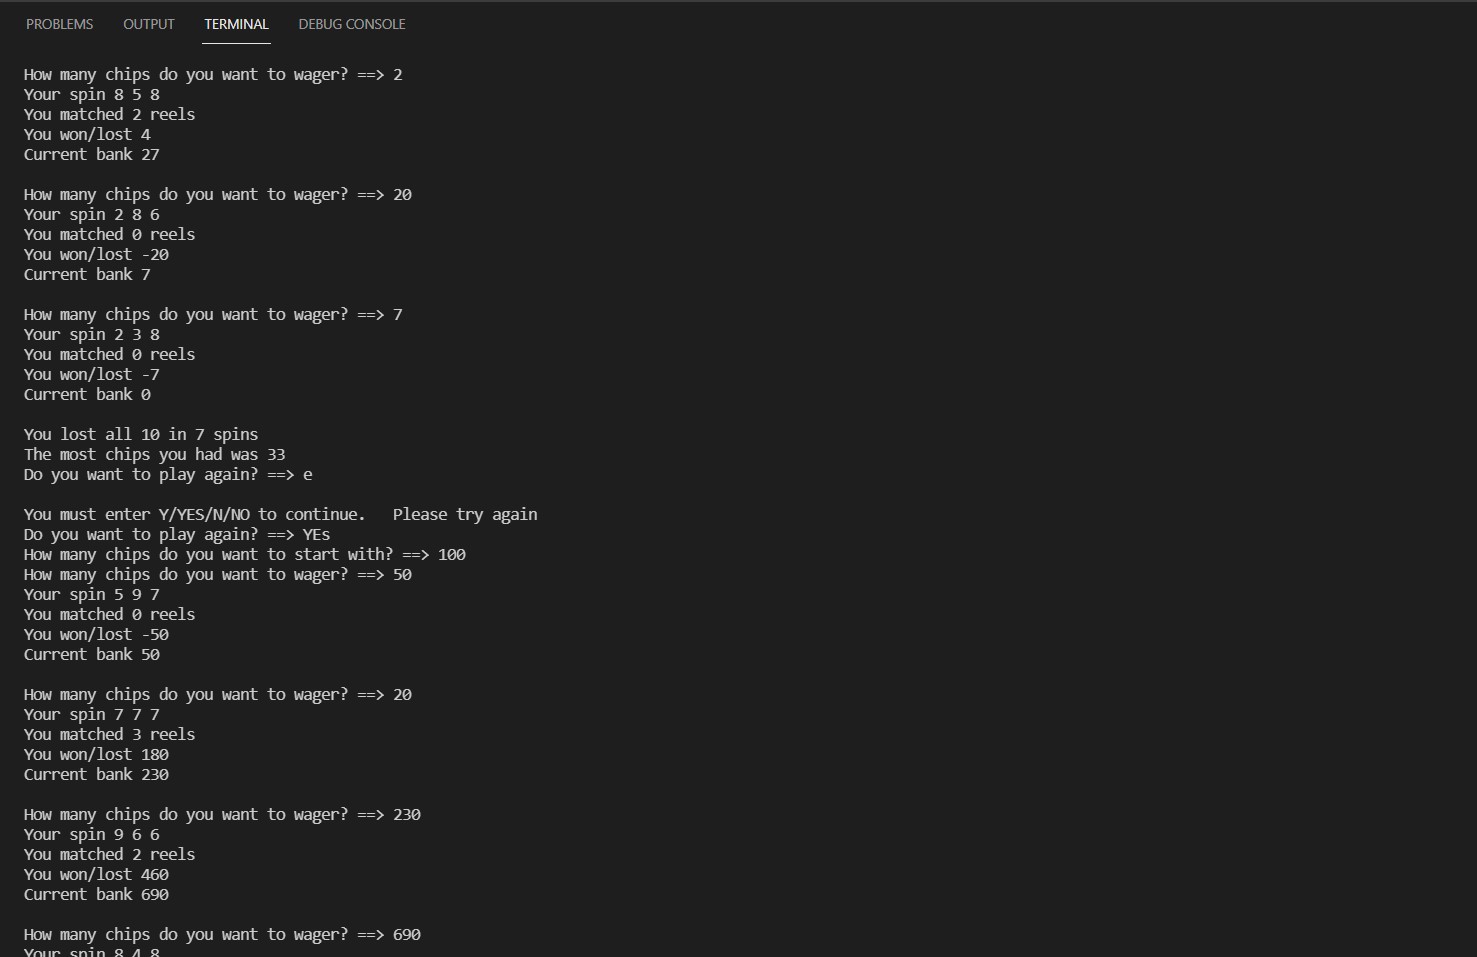 PROBLEMS OUTPUT TERMINAL DEBUG CONSOLE
How many chips do you want to wager? ==> 2
Your spin 8 5 8
You matched 2 reels
You won/lost 4
Current bank 27
How many chips do you want to wager? ==> 20
Your spin 2 8 6
You matched 0 reels
You won/lost -20
Current bank 7
How many chips do you want to wager? ==> 7
Your spin 2 3 8
You matched 0 reels
You won/lost -7
Current bank 0
You lost all 10 in 7 spins
The most chips you had was 33
Do you want to play again? ==> e
You must enter Y/YES/N/NO to continue.   Please try again
Do you want to play again? ==> YEs
How many chips do you want to start with? ==> 100
How many chips do you want to wager? ==> 50
Your spin 5 9 7
You matched 0 reels
You won/lost -50
Current bank 50
How many chips do you want to wager? ==> 20
Your spin 7 7 7
You matched 3 reels
You won/lost 180
Current bank 230
How many chips do you want to wager? ==> 230
Your spin 9 6 6
You matched 2 reels
You won/lost 460
Current bank 690
How many chips do you want to wager? ==> 690
Your spin 8 4 8